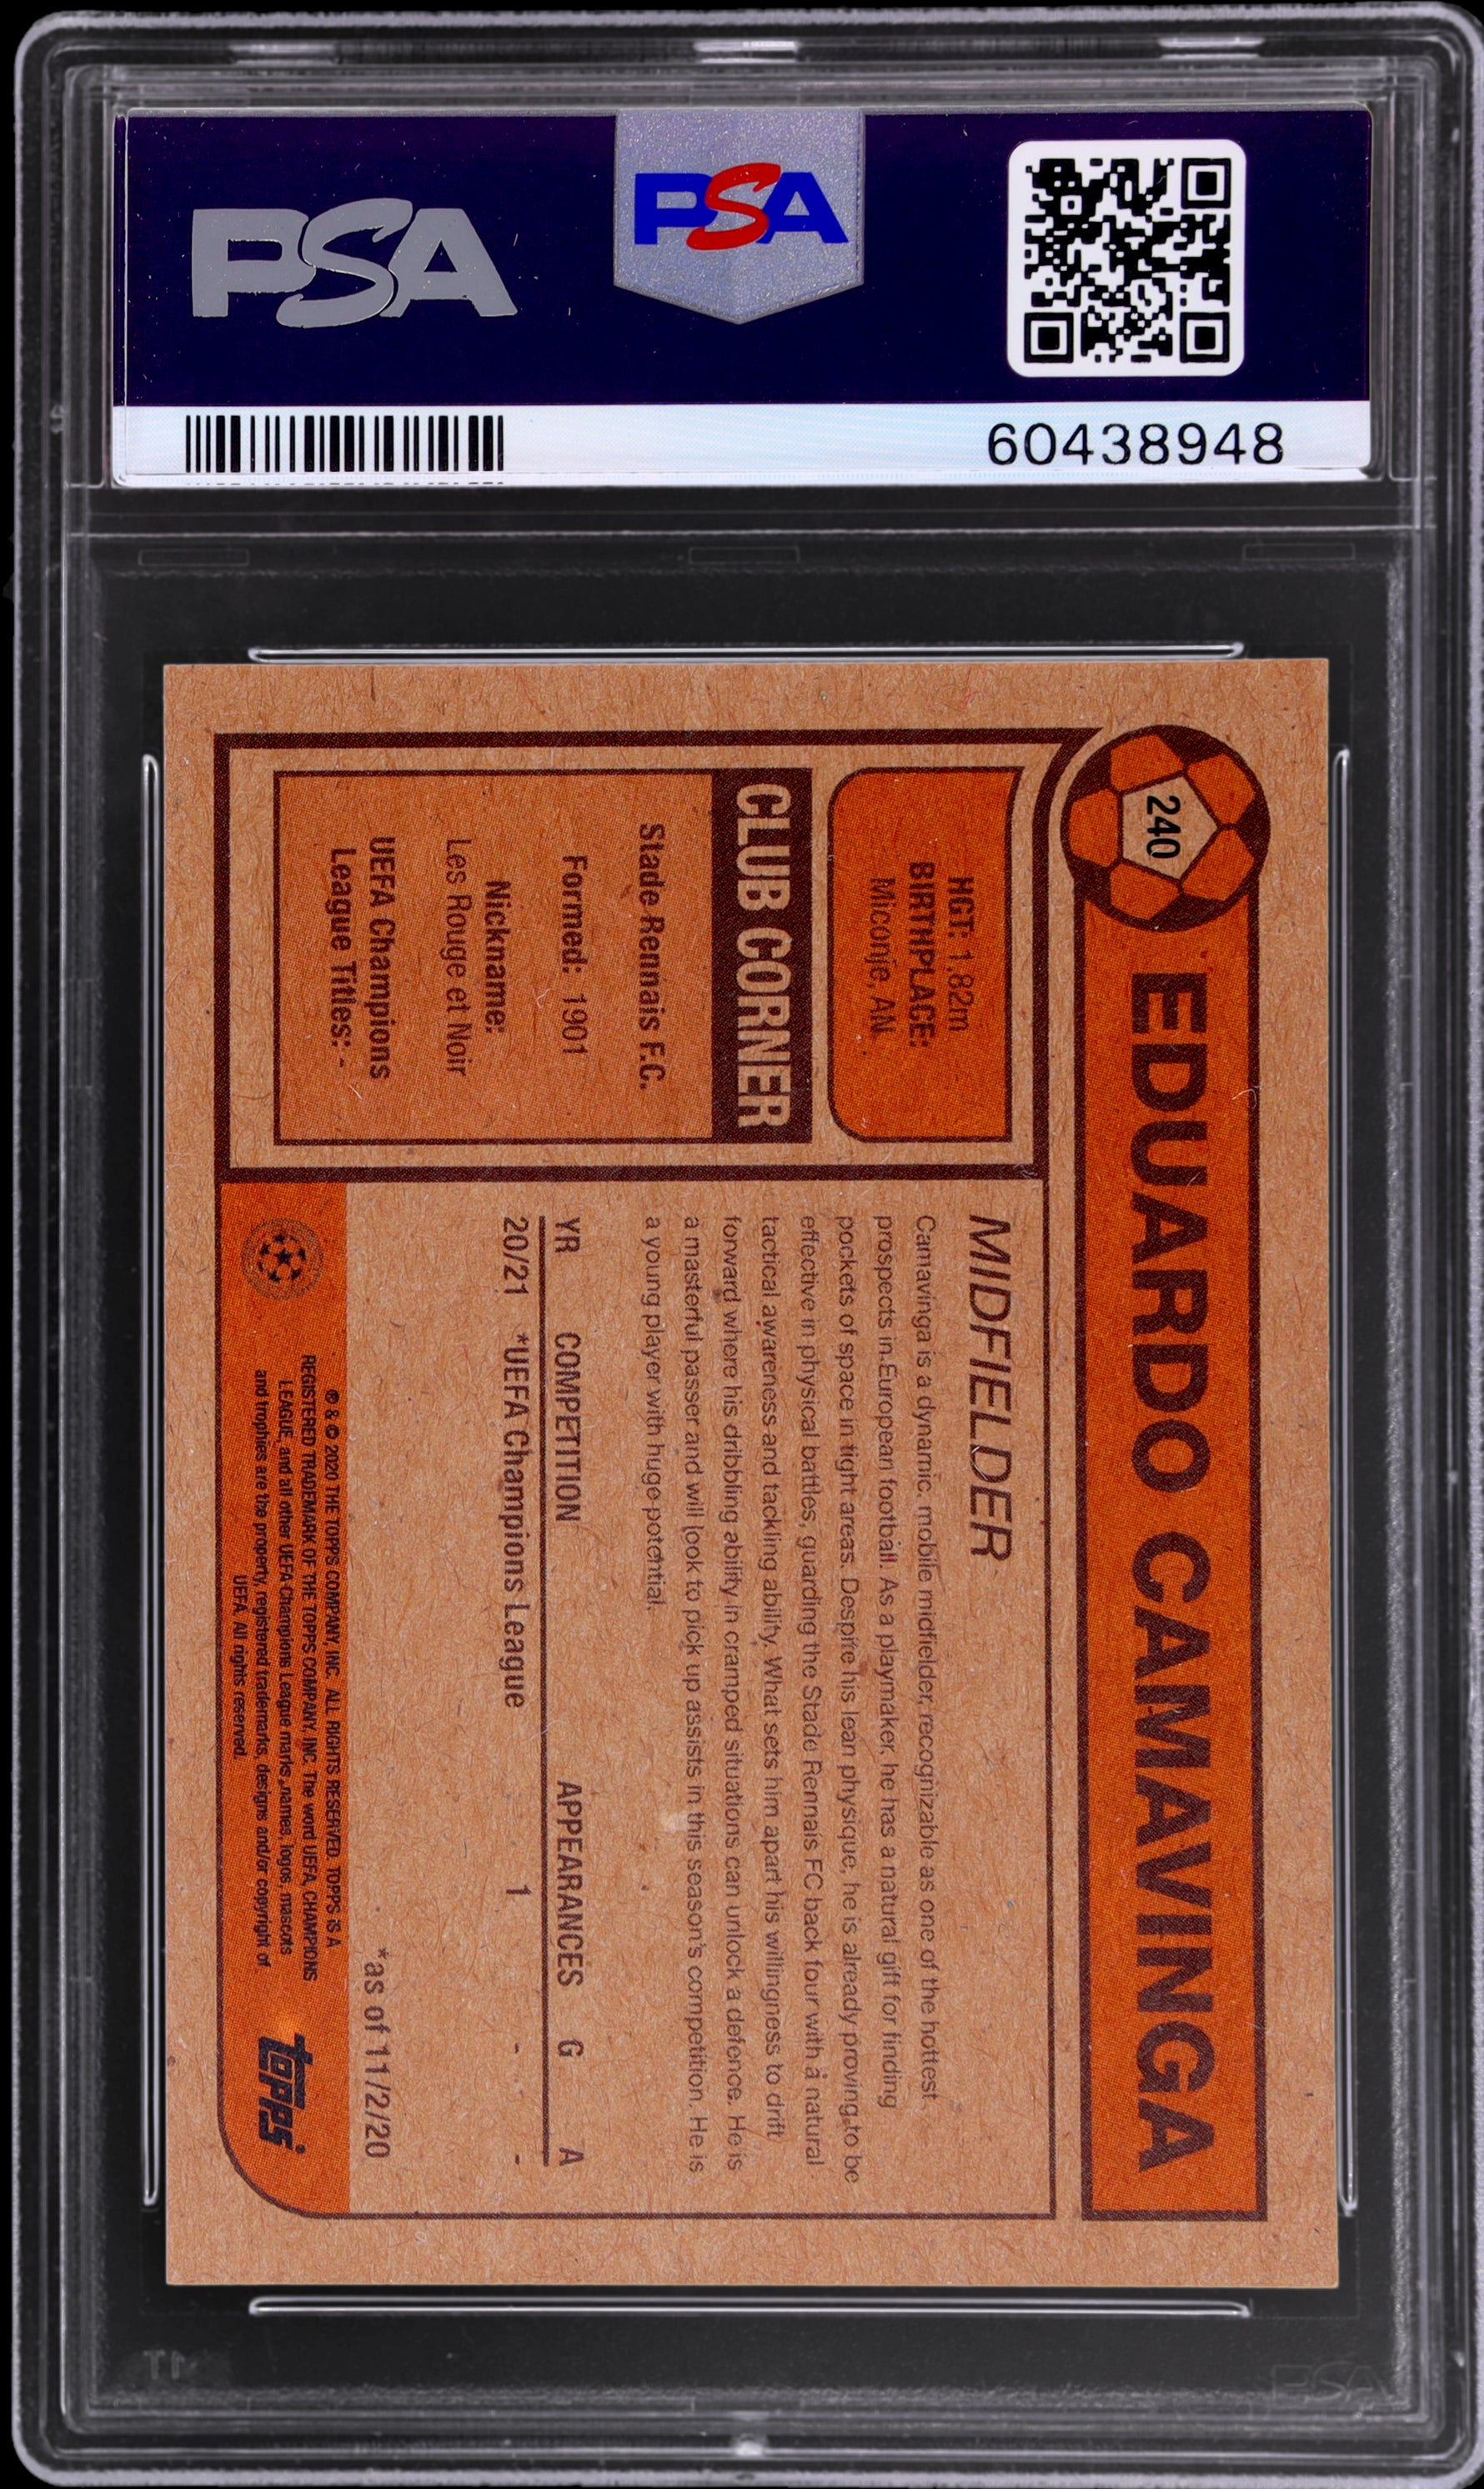 PSA
PSA
60438948
240
EDUARDO CAMAVINGA
HGT: 1.82m
BIRTHPLACE:
Miconje, AN
CLUB CORNER
Stade Rennais F.C.
Formed: 1901
Nickname:
Les Rouge et Noir
UEFA Champions
League Titles: -
MIDFIELDER
Camavinga is a dynamic, mobile midfielder, recognizable as one of the hottest
prospects in European football. As a playmaker, he has a natural gift for finding
pockets of space in tight areas. Despite his lean physique, he is already proving to be
effective in physical battles, guarding the Stade Rennais FC back four with a natural
tactical awareness and tackling ability. What sets him apart his willingness to drift
forward where his dribbling ability in cramped situations can unlock a defence. He is
a masterful passer and will look to pick up assists in this season's competition. He is
a young player with huge potential.
YR COMPETITION APPEARANCES G A
20/21 *UEFA Champions League 1 - -
*as of 11/2/20
® & © 2020 THE TOPPS COMPANY, INC. ALL RIGHTS RESERVED. TOPPS IS A
REGISTERED TRADEMARK OF THE TOPPS COMPANY, INC. The word UEFA, CHAMPIONS
LEAGUE, and all other UEFA Champions League marks, names, logos, mascots
and trophies are the property, registered trademarks, designs and/or copyright of
UEFA. All rights reserved.
topps
PSA